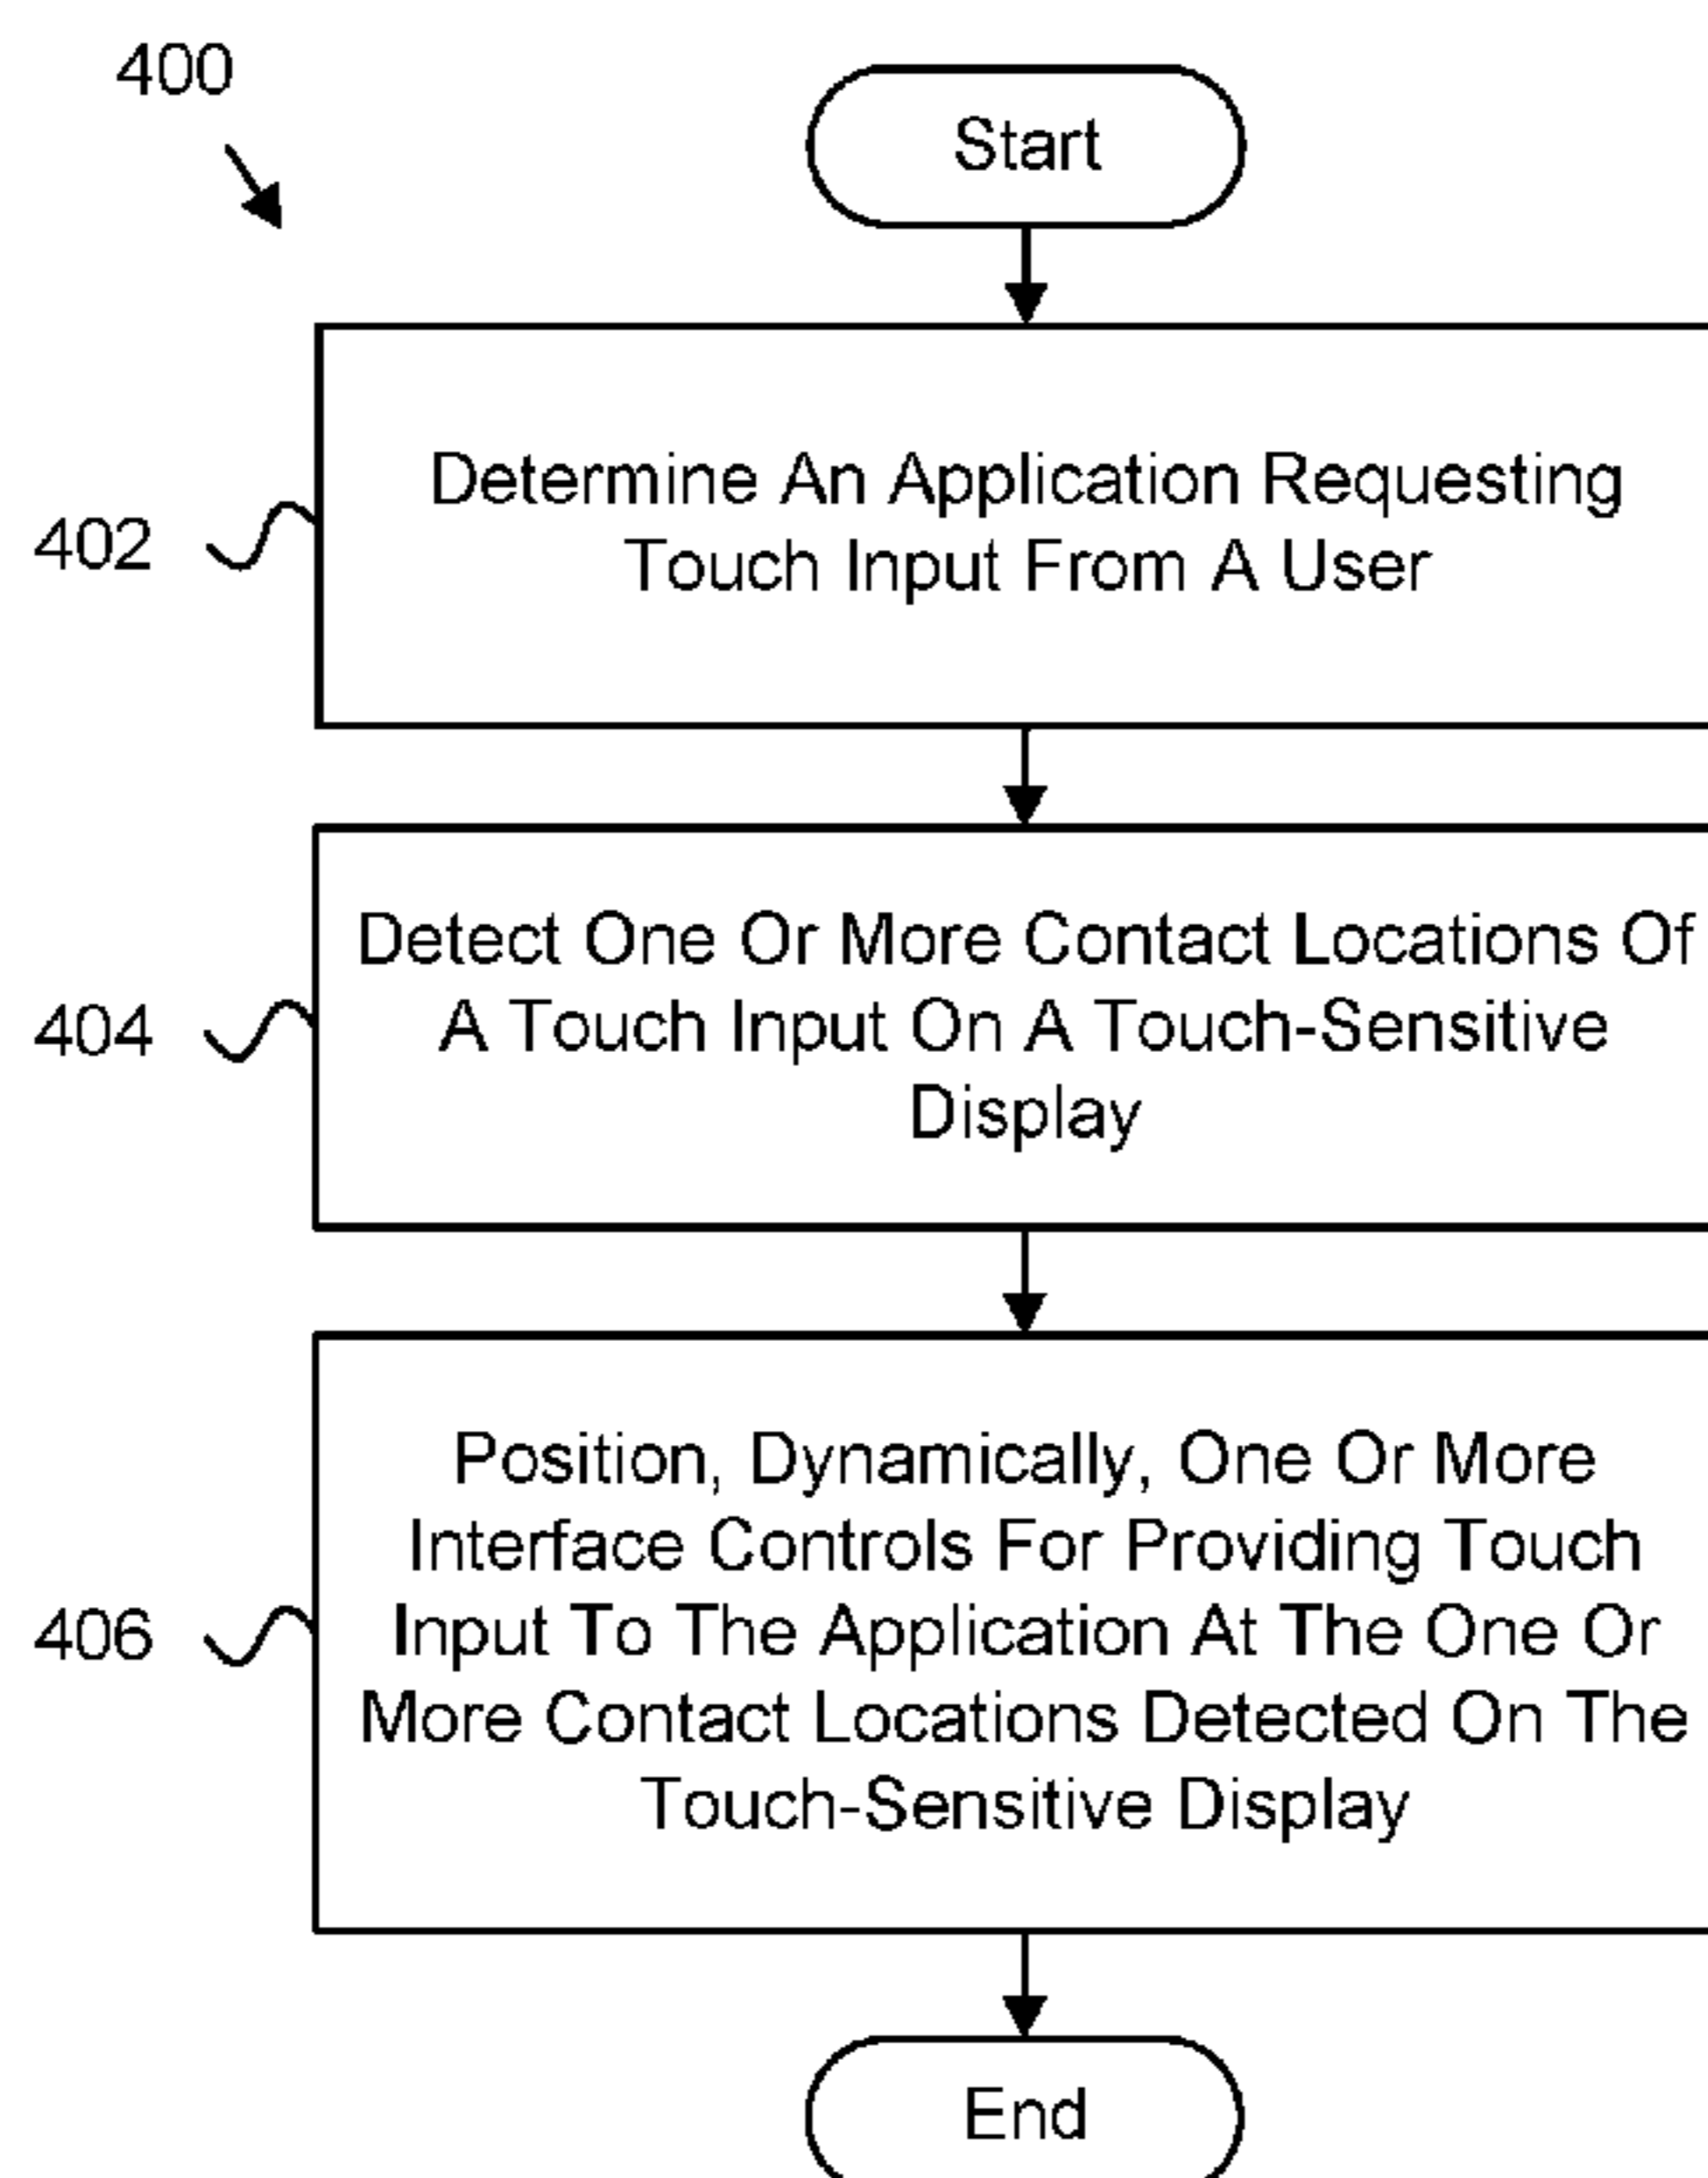 400
Start
Determine An Application Requesting
Touch Input From A User
402
Detect One Or More Contact Locations Of
A Touch Input On A Touch-Sensitive
Display
404
Position, Dynamically, One Or More
Interface Controls For Providing Touch
Input To The Application At The One Or
More Contact Locations Detected On The
Touch-Sensitive Display
406
End